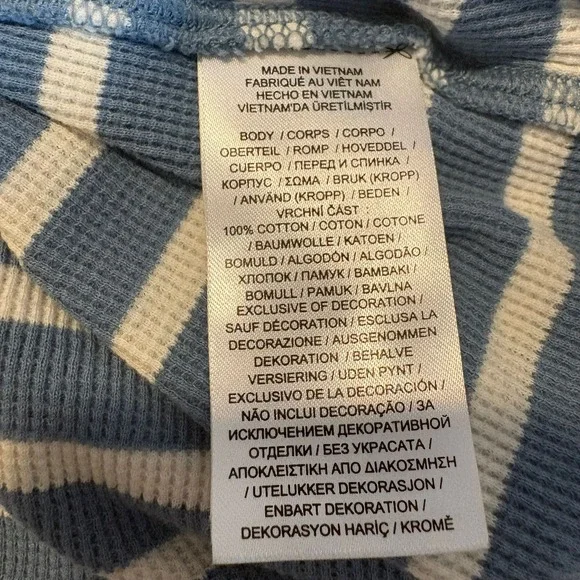 MADE IN VIETNAM
FABRIQUÉ AU VIÊT NAM
HECHO EN VIETNAM
VIETNAM'DA ÜRETİLMİŞTİR
BODY / CORPS / CORPO /
OBERTEIL / ROMP / HOVEDDEL /
CUERPO / ПЕРЕД И СПИНКА /
КОРПУС / ΣΩΜΑ / BRUK (KROPP)
/ ANVÄND (KROPP) / BEDEN /
VRCHNÍ ČÁST
100% COTTON / COTON / COTONE
/ BAUMWOLLE / KATOEN /
BOMULD / ALGODÓN / ALGODÃO /
ХЛОПОК / ПАМУК / ΒΑΜΒΑΚΙ /
BOMULL / PAMUK / BAVLNA
EXCLUSIVE OF DECORATION /
SAUF DÉCORATION / ESCLUSA LA
DECORAZIONE / AUSGENOMMEN
DEKORATION / BEHALVE
VERSIERING / UDEN PYNT /
EXCLUSIVO DE LA DECORACIÓN /
NÃO INCLUI DECORAÇÃO / ЗА
ИСКЛЮЧЕНИЕМ ДЕКОРАТИВНОЙ
ОТДЕЛКИ / БЕЗ УКРАСАТА /
ΑΠΟΚΛΕΙΣΤΙΚΗ ΑΠΟ ΔΙΑΚΟΣΜΗΣΗ
/ UTELUKKER DEKORASJON /
ENBART DEKORATION /
DEKORASYON HARİÇ / KROMĚ